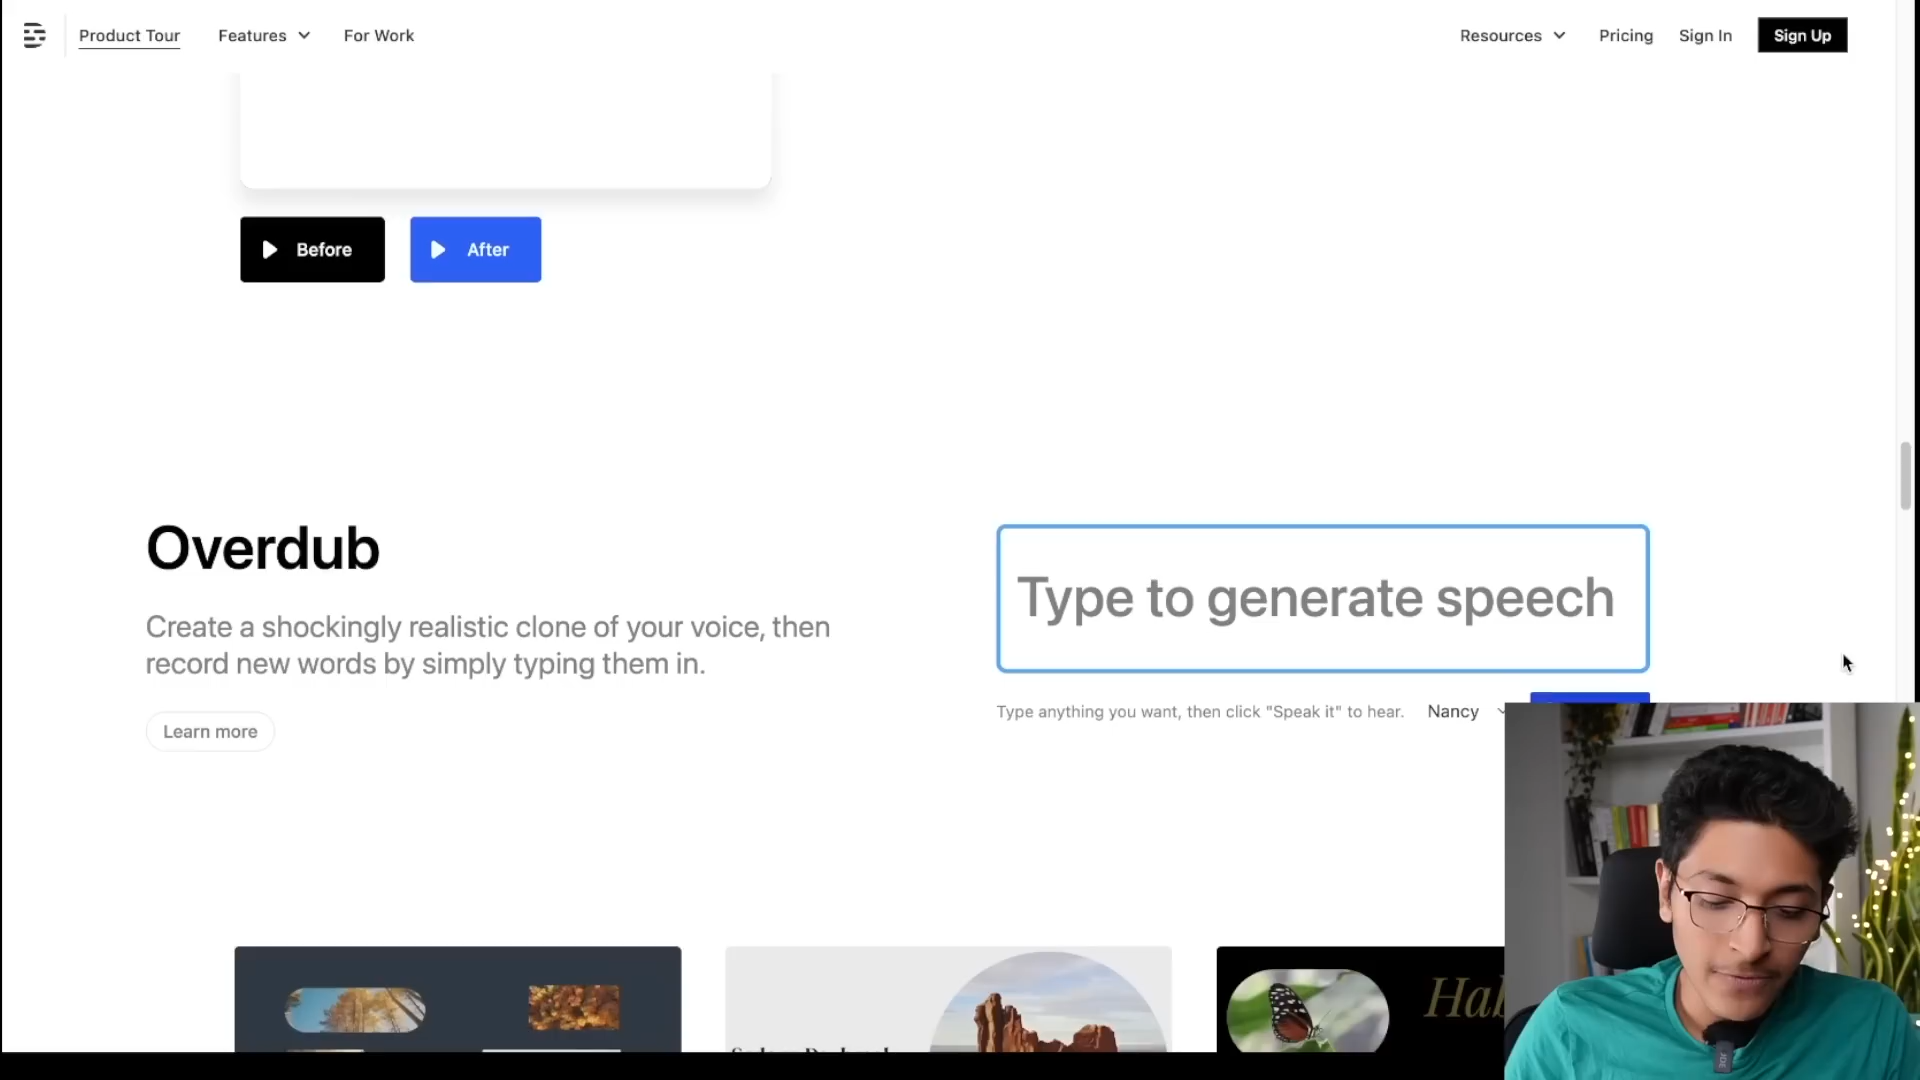 Product Tour
Features
For Work
Resources
Pricing
Sign In
Sign Up
Before
After
Overdub
Create a shockingly realistic clone of your voice, then
record new words by simply typing them in.
Learn more
Type to generate speech
Type anything you want, then click "Speak it" to hear.
Nancy